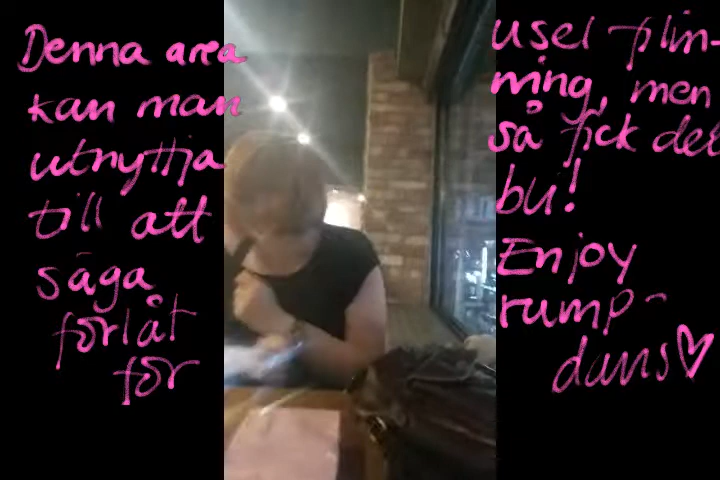 Denna area
kan man
utnyttja
till att
säga
förlåt
för
usel filın-
ning, men
så fick det
bli!
Enjoy
rump-
dans♡